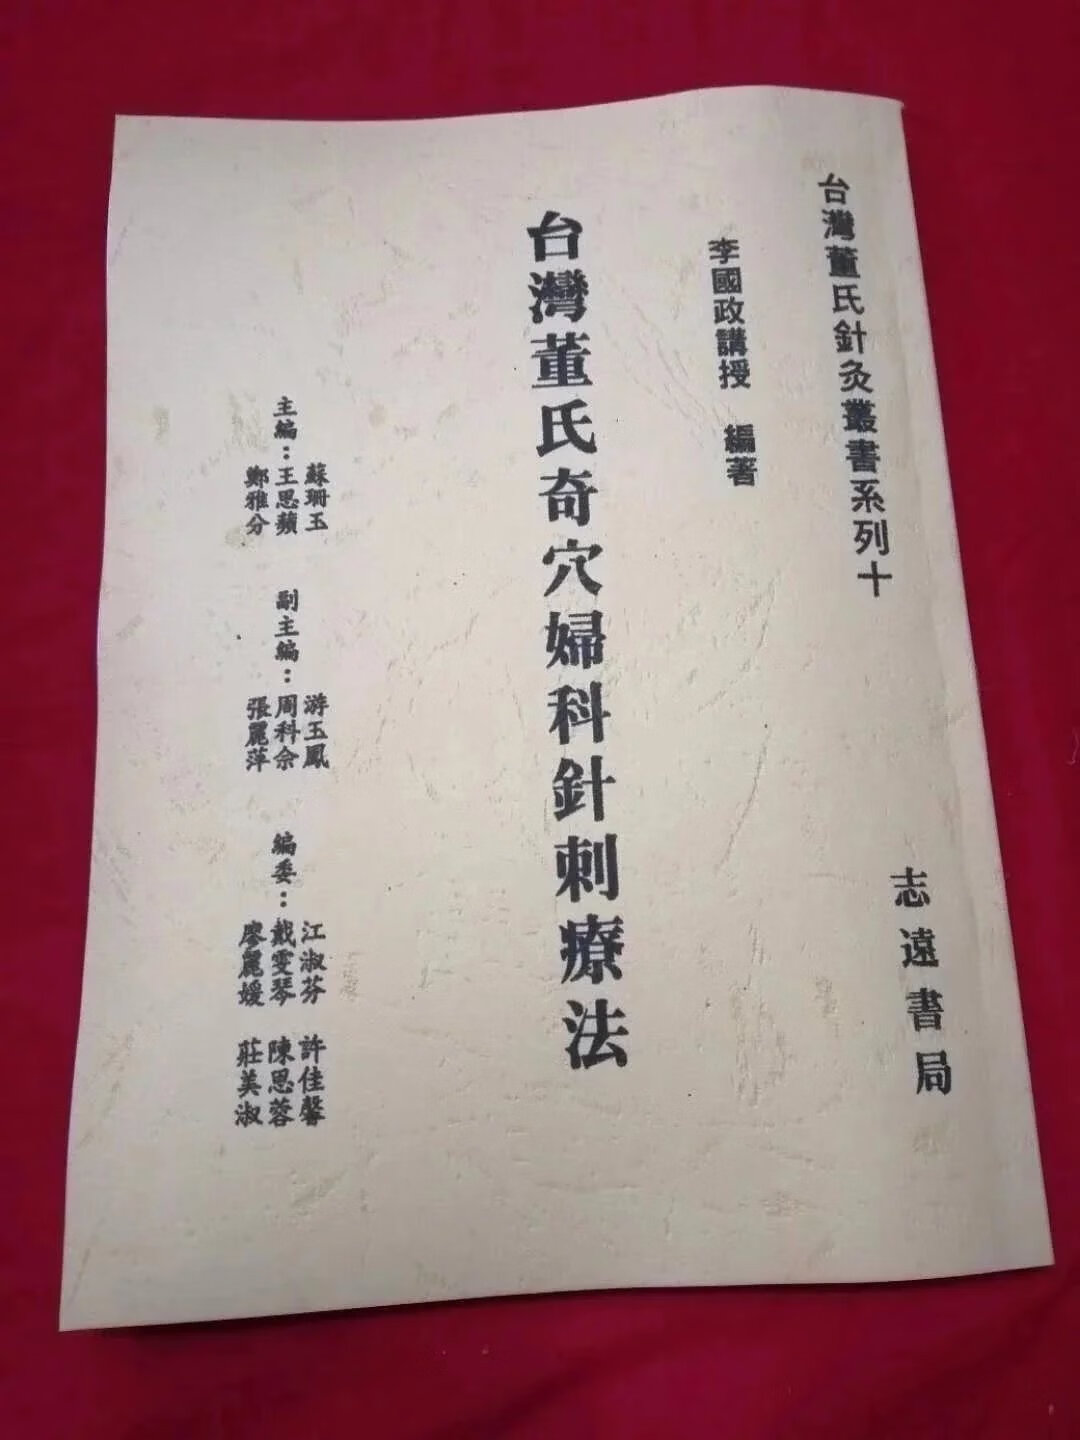 台灣董氏針灸叢書系列十
志遠書局
李國政講授 編著
台灣董氏奇穴婦科針刺療法
蘇珊玉
主編：王思蘋
鄭雅分
游玉鳳
副主編：周科佘
張麗萍
江淑芬 許佳馨
編委：戴雯琴 陳思蓉
廖麗媛 莊美淑